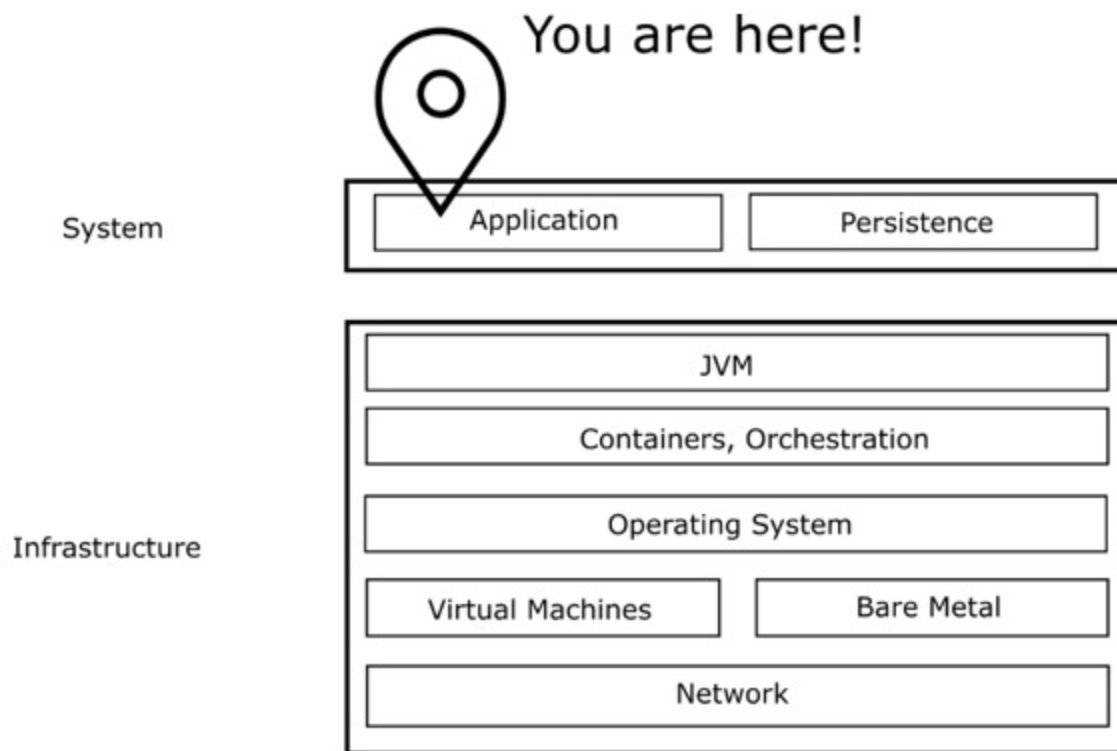 You are here!
System
Application
Persistence
JVM
Containers, Orchestration
Operating System
Infrastructure
Virtual Machines
Bare Metal
Network